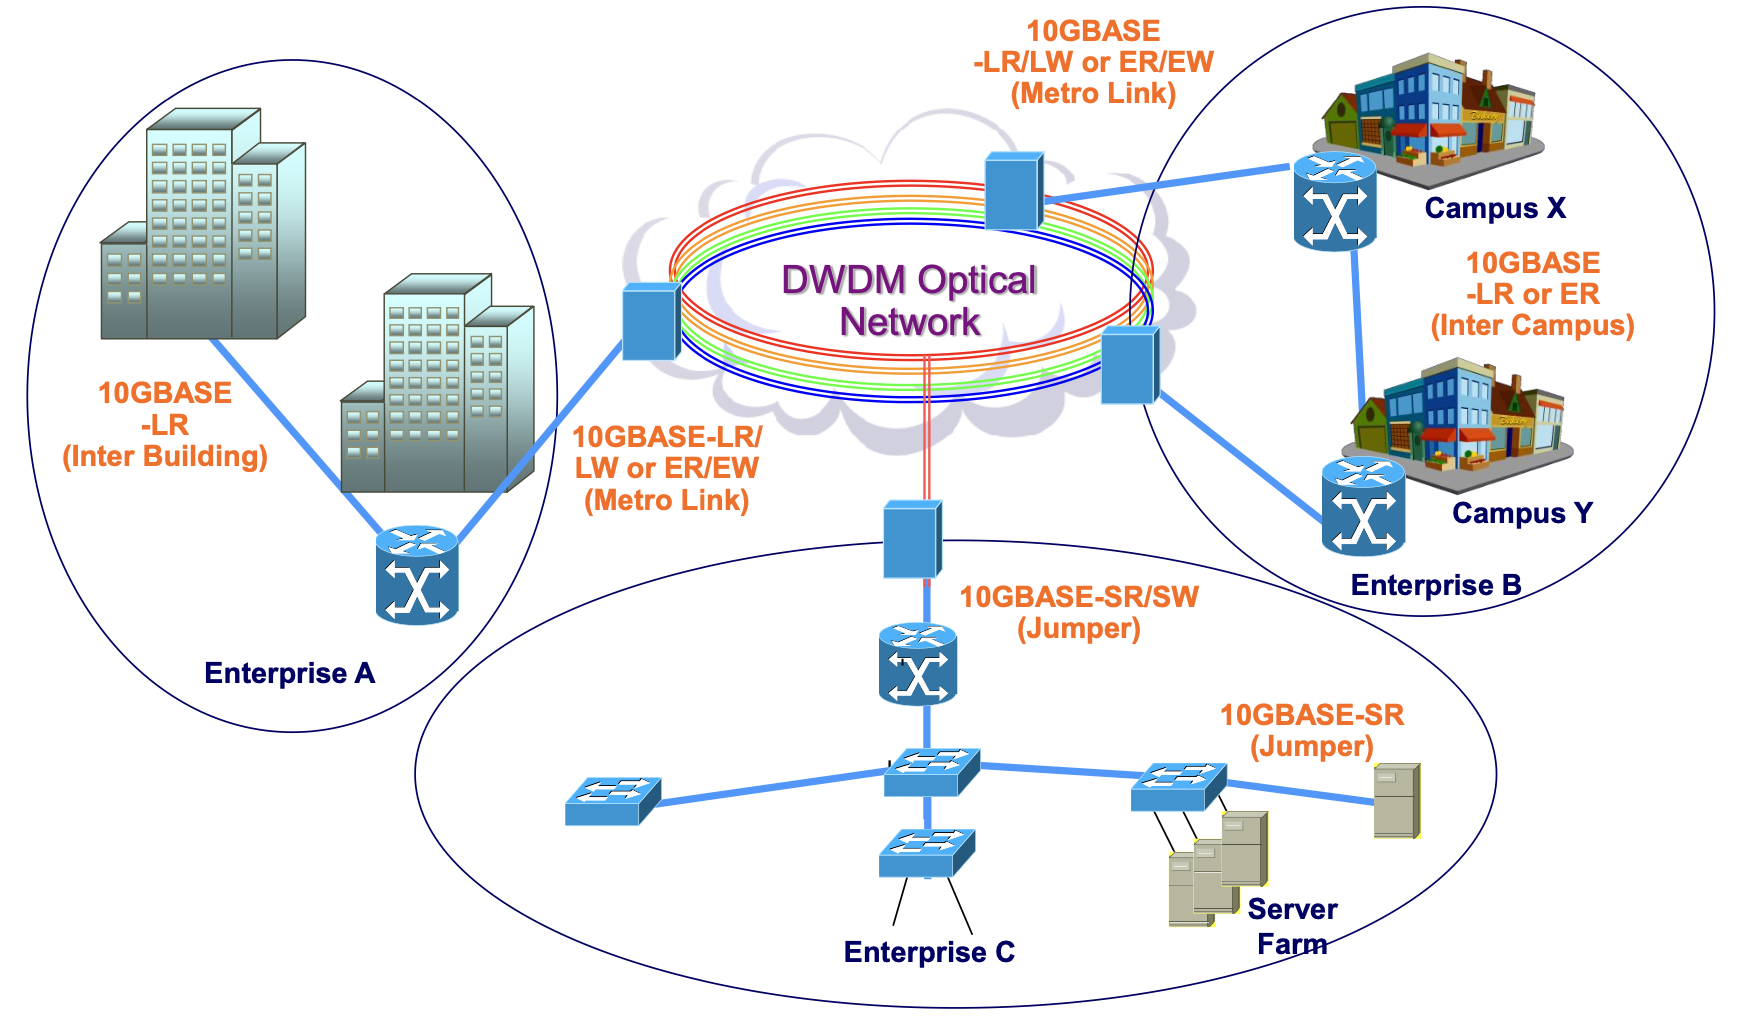 10GBASE
-LR/LW or ER/EW
(Metro Link)
Campus X
10GBASE
-LR or ER
(Inter Campus)
DWDM Optical
Network
10GBASE
-LR
(Inter Building)
10GBASE-LR/
LW or ER/EW
(Metro Link)
Campus Y
Enterprise B
10GBASE-SR/SW
(Jumper)
Enterprise A
10GBASE-SR
(Jumper)
Server
Farm
Enterprise C